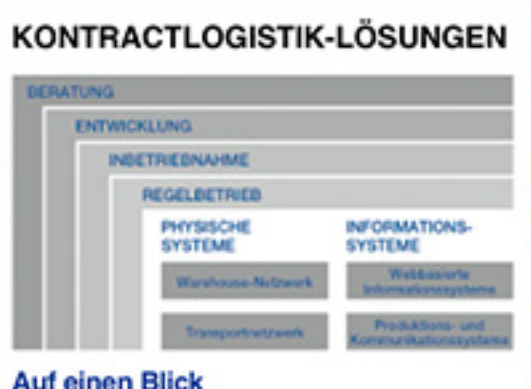 KONTRACTLOGISTIK-LÖSUNGEN
BERATUNG
ENTWICKLUNG
INBETRIEBNAHME
REGELBETRIEB
PHYSISCHE
SYSTEME
Warehouse-Netzwerk
Transportnetzwerk
INFORMATIONS-
SYSTEME
Webbasierte
Informationssysteme
Produktions- und
Kommunikationssysteme
Auf einen Blick